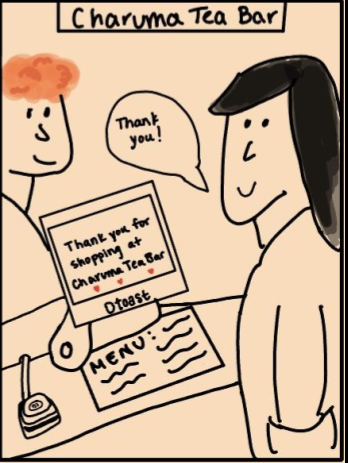 Charuma Tea Bar
Thank
you!
Thank you for
shopping at
Charuma Tea Bar
Dtoast
MENU: